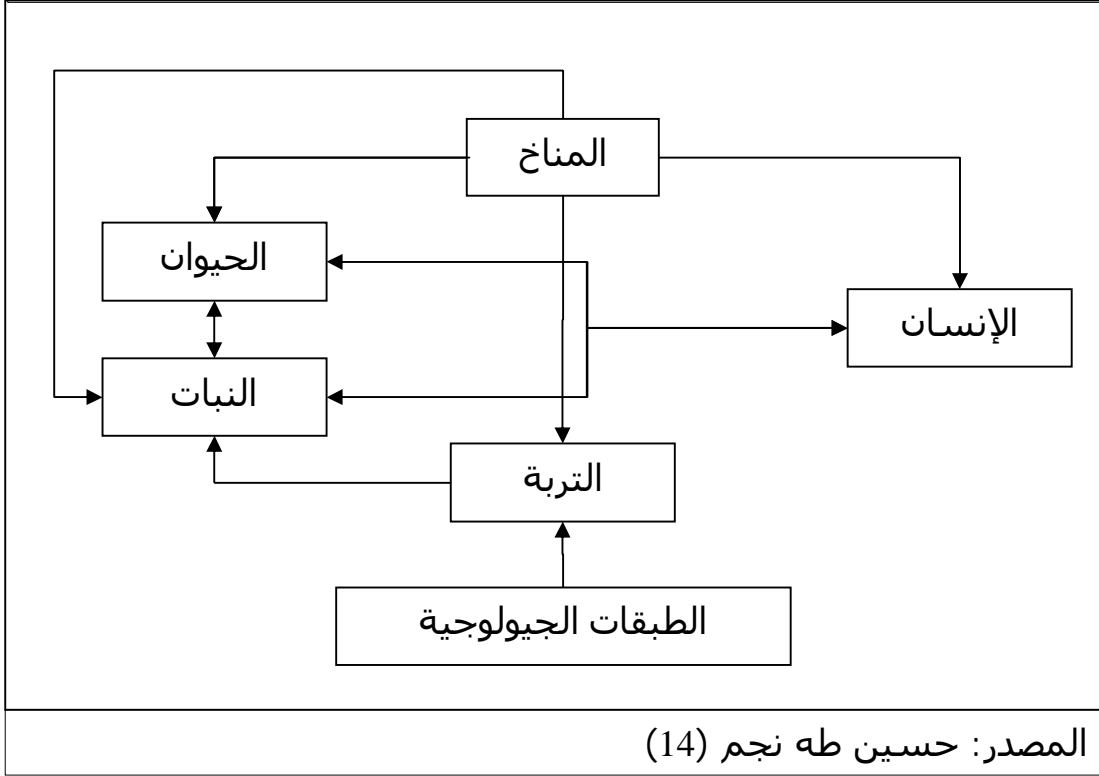 المناخ
الحيوان
الإنسان
النبات
التربة
الطبقات الجيولوجية
المصدر: حسين طه نجم (14)